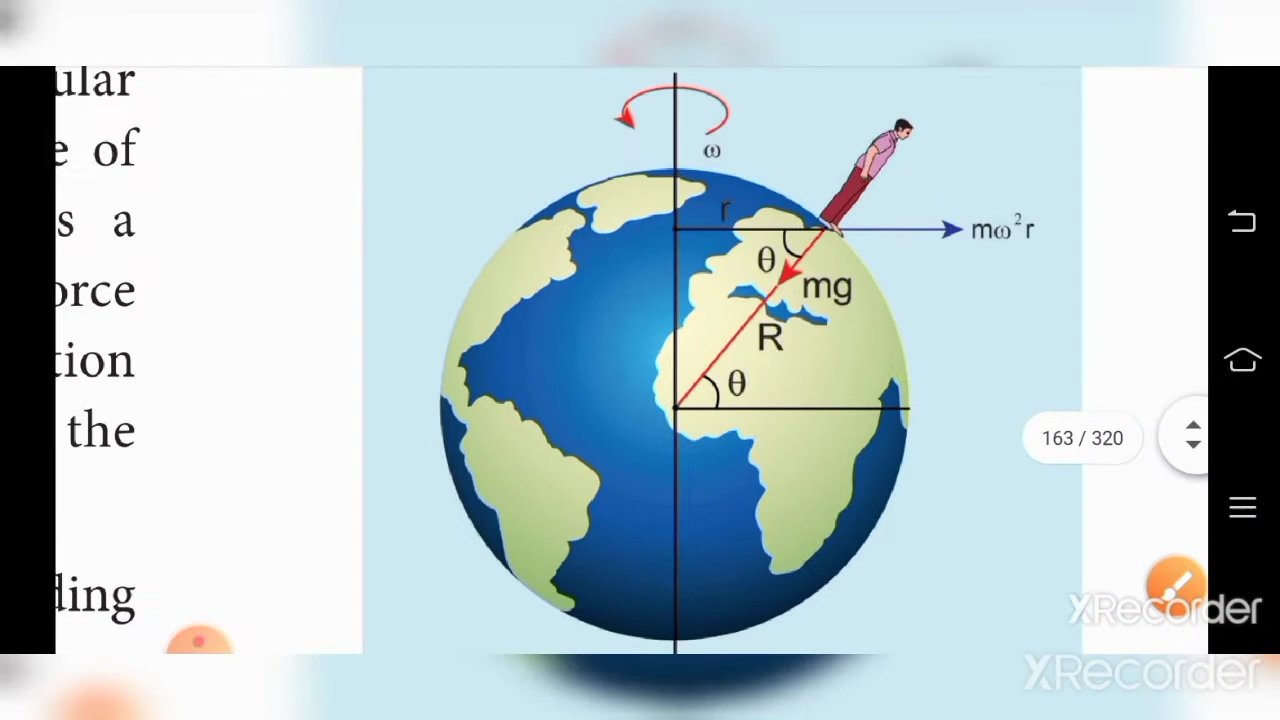 ular
e of
s a
orce
tion
the
ding
ω
r
mω²r
θ
mg
R
θ
163 / 320
XRecorder
XRecorder